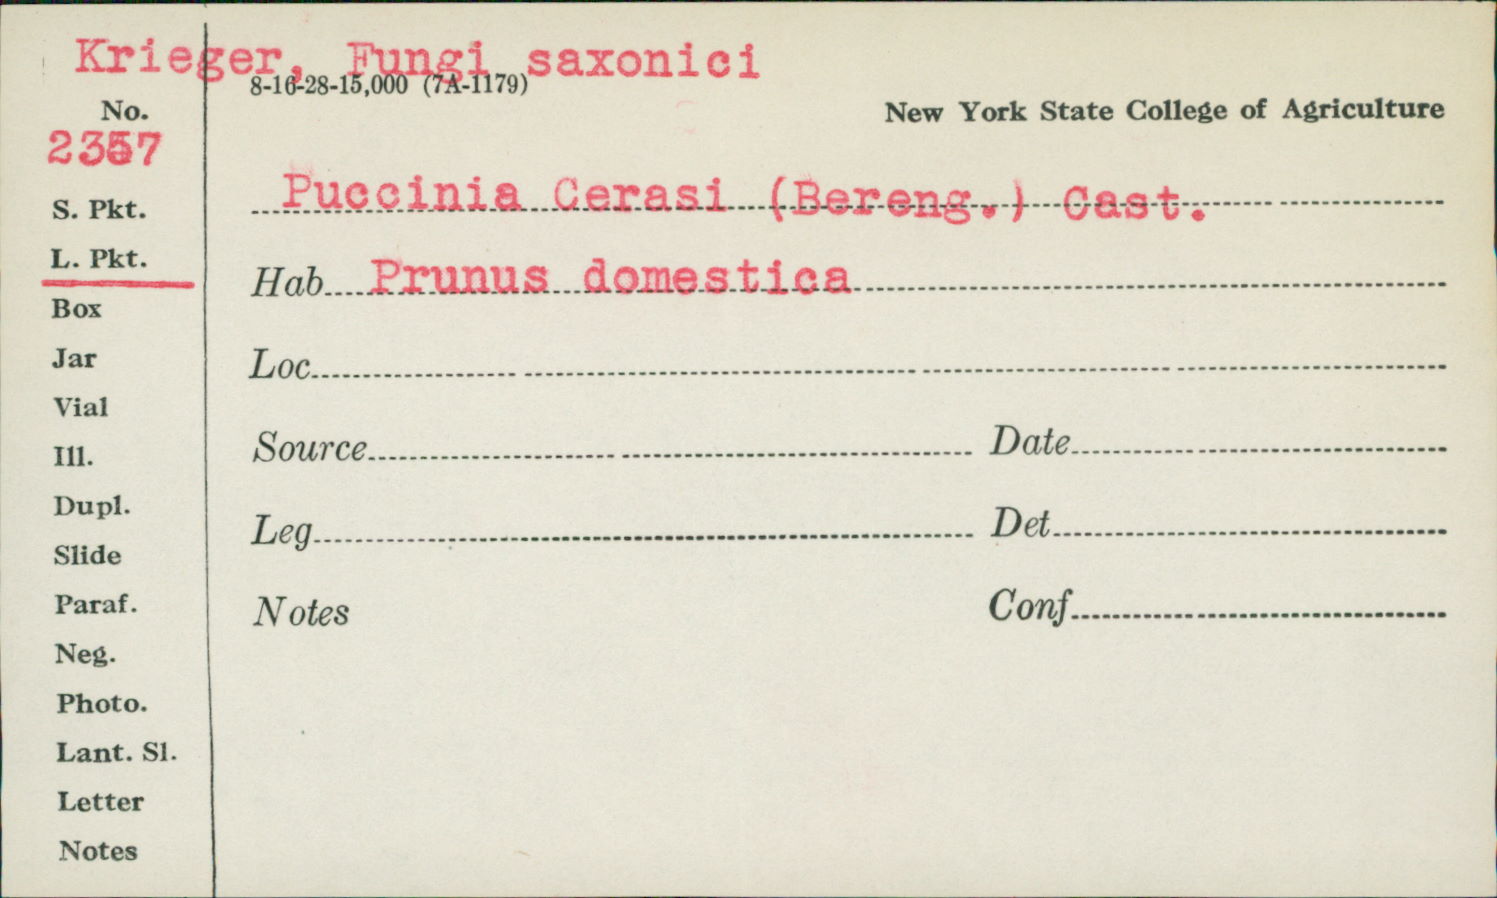 Krieger, Fungi saxonici
8-16-28-15,000 (7A-1179)
No.
New York State College of Agriculture
S. Pkt.
Puccinia Cerasi (Bereng.) Cast.
L. Pkt.
Hab. Prunus domestica
Box
Jar
Loc.
Vial
Ill.
Source Date
Dupl.
Leg Det
Slide
Paraf.
Notes Conf
Neg.
Photo.
Lant. Sl.
Letter
Notes